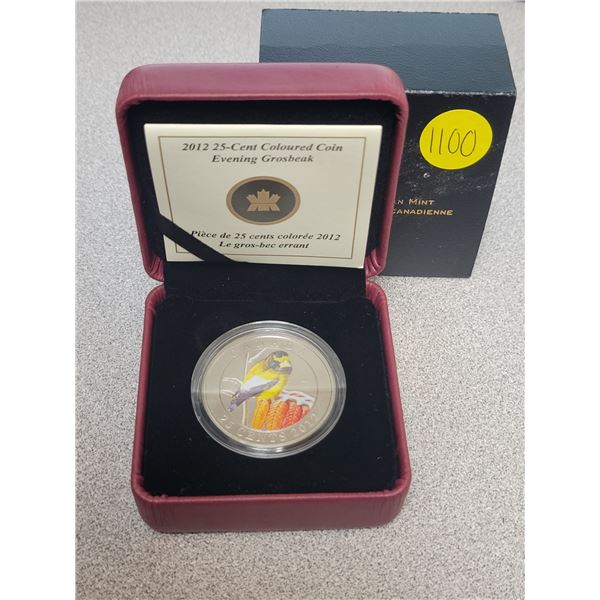 2012 25-Cent Coloured Coin
Evening Grosbeak
Pièce de 25 cents colorée 2012
Le gros-bec errant
1100
AN MINT
CANADIENNE
CANADA
25 CENTS 2012